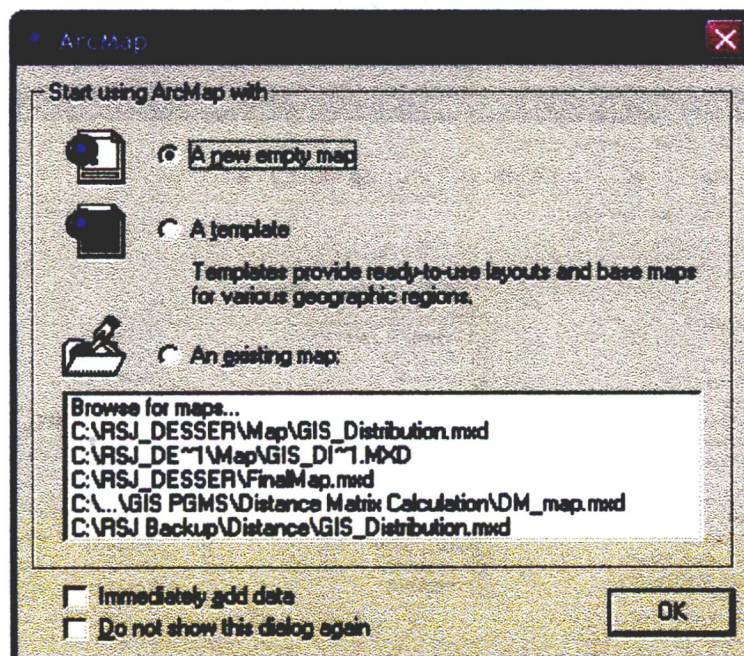 ArcMap
Start using ArcMap with
A new empty map
A template
Templates provide ready-to-use layouts and base maps
for various geographic regions.
An existing map:
Browse for maps...
C:\RSJ_DESSER\Map\GIS_Distribution.mxd
C:\RSJ_DE~1\Map\GIS_DI~1.MXD
C:\RSJ_DESSER\FinalMap.mxd
C:\...\GIS PGMS\Distance Matrix Calculation\DM_map.mxd
C:\RSJ Backup\Distance\GIS_Distribution.mxd
Immediately add data
Do not show this dialog again
OK